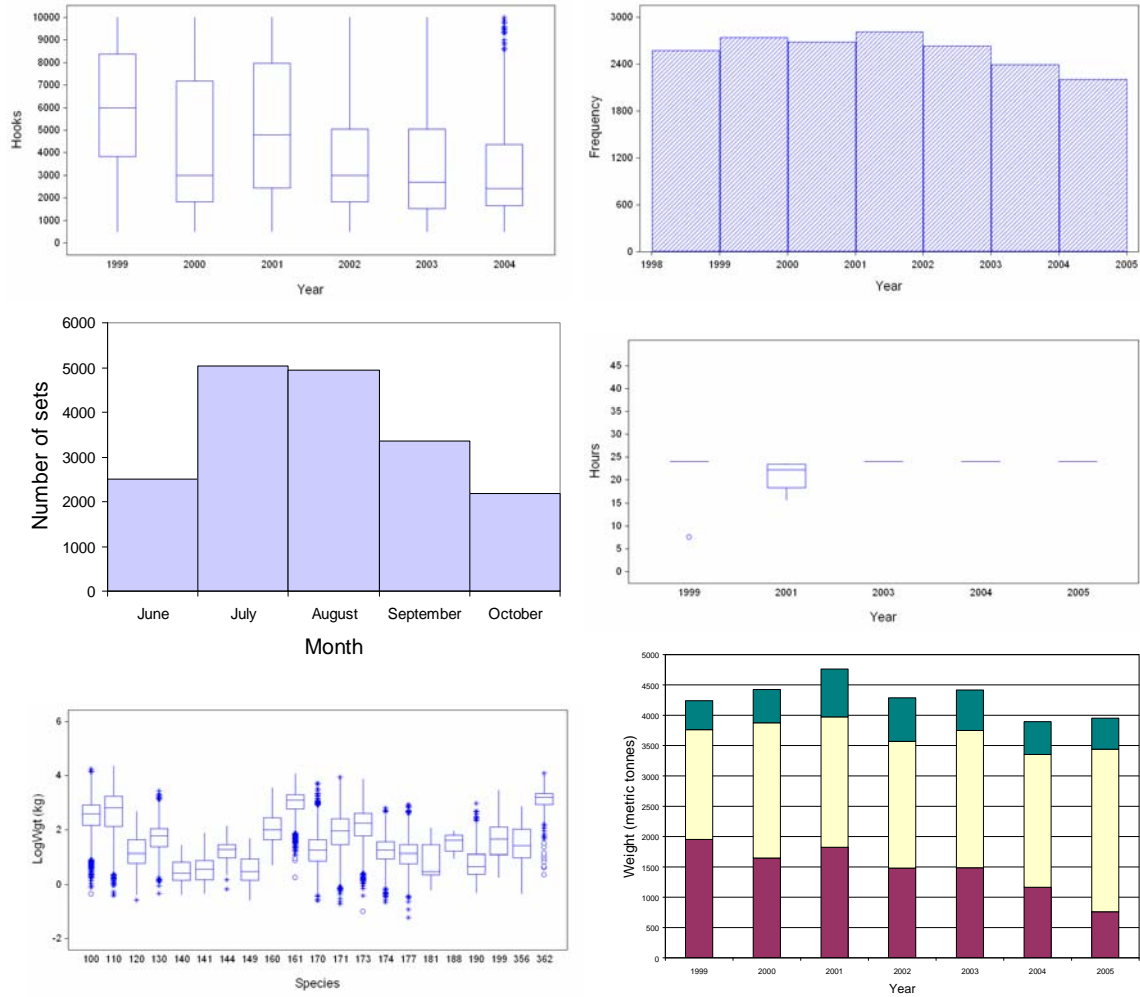 10000
9000
8000
7000
6000
5000
4000
3000
2000
1000
0
Hooks
1999 2000 2001 2002 2003 2004
Year
3000
2400
1800
1200
600
0
Frequency
1998 1999 2000 2001 2002 2003 2004 2005
Year
6000
5000
4000
3000
2000
1000
0
Number of sets
June July August September October
Month
45
40
35
30
25
20
15
10
5
0
Hours
1999 2001 2003 2004 2005
Year
6
4
2
0
-2
LogWgt (kg)
100 110 120 130 140 141 144 149 160 161 170 171 173 174 177 181 188 190 199 356 362
Species
5000
4500
4000
3500
3000
2500
2000
1500
1000
500
0
Weight (metric tonnes)
1999 2000 2001 2002 2003 2004 2005
Year